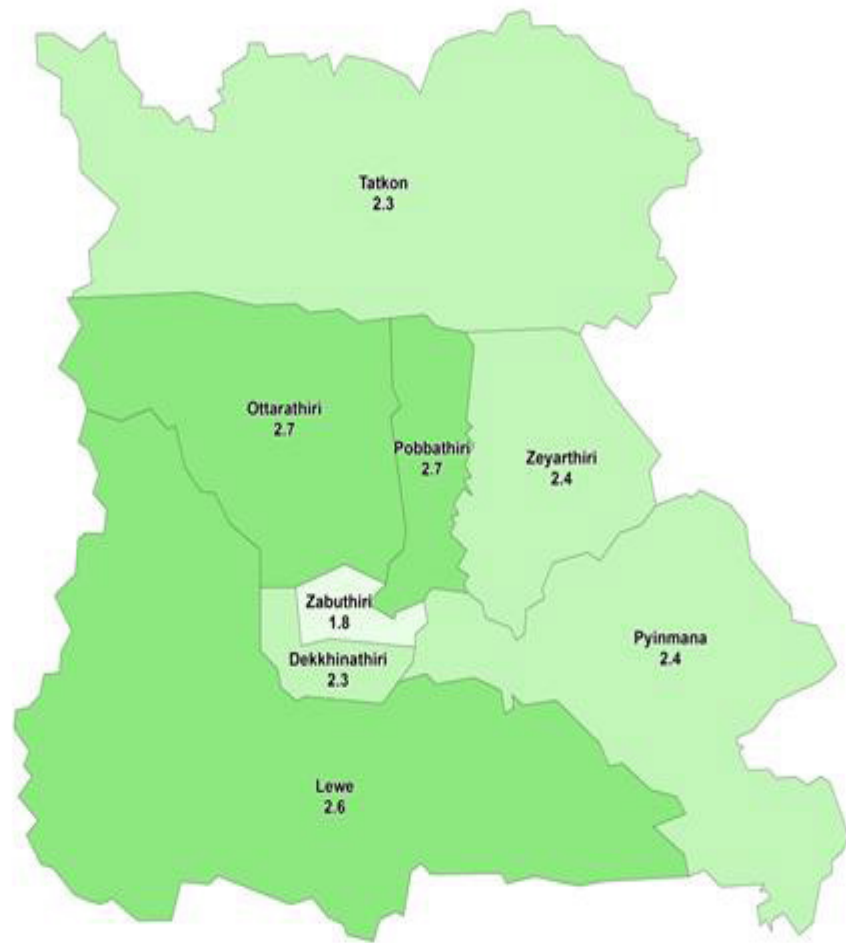 Tatkon
2.3
Ottarathiri
2.7
Pobbathiri
2.7
Zeyarthiri
2.4
Zabuthiri
1.8
Dekkhinathiri
2.3
Pyinmana
2.4
Lewe
2.6